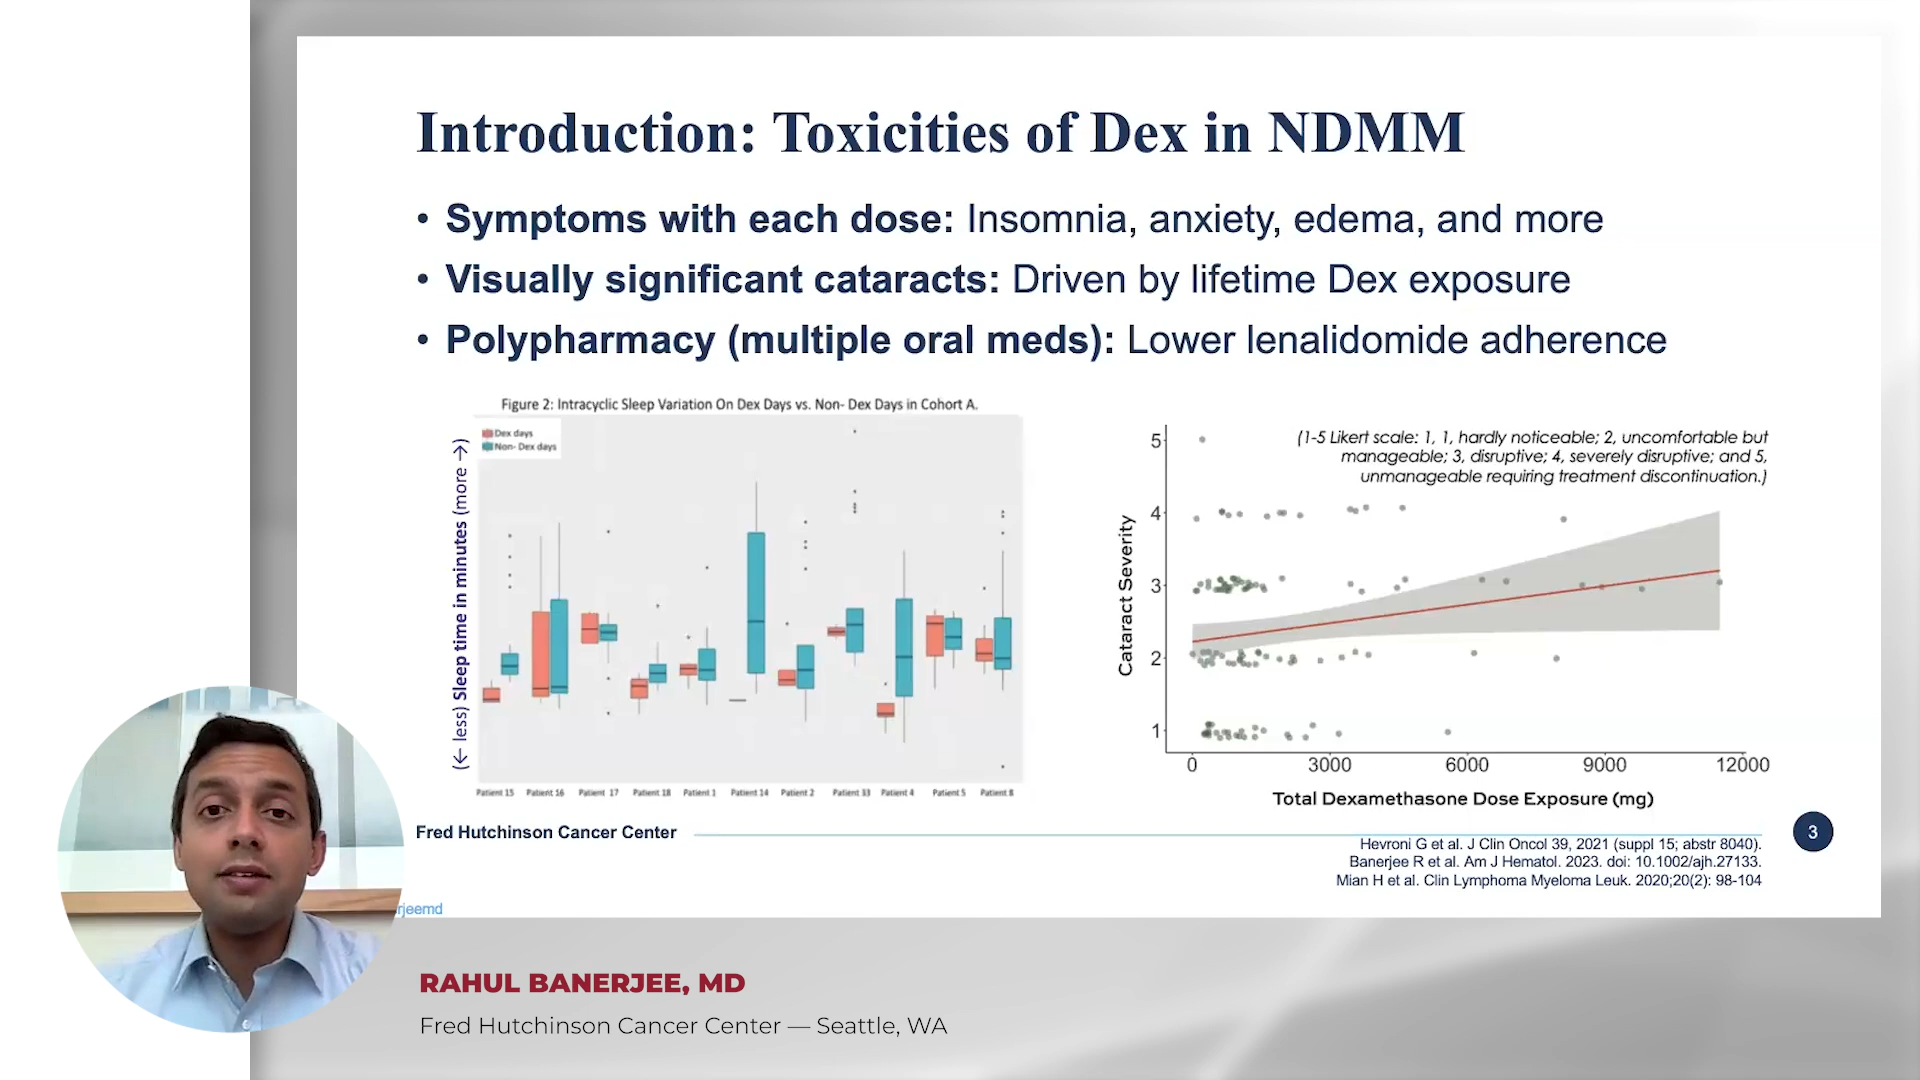 Introduction: Toxicities of Dex in NDMM
• Symptoms with each dose: Insomnia, anxiety, edema, and more
• Visually significant cataracts: Driven by lifetime Dex exposure
• Polypharmacy (multiple oral meds): Lower lenalidomide adherence
Figure 2: Intracyclic Sleep Variation On Dex Days vs. Non- Dex Days in Cohort A.
Dex days
Non- Dex days
(← less) Sleep time in minutes (more →)
Patient 15 Patient 16 Patient 17 Patient 18 Patient 1 Patient 14 Patient 2 Patient 33 Patient 4 Patient 5 Patient 8
(1-5 Likert scale: 1, 1, hardly noticeable; 2, uncomfortable but
manageable; 3, disruptive; 4, severely disruptive; and 5,
unmanageable requiring treatment discontinuation.)
Cataract Severity
5
4
3
2
1
0 3000 6000 9000 12000
Total Dexamethasone Dose Exposure (mg)
Fred Hutchinson Cancer Center
3
Hevroni G et al. J Clin Oncol 39, 2021 (suppl 15; abstr 8040).
Banerjee R et al. Am J Hematol. 2023. doi: 10.1002/ajh.27133.
Mian H et al. Clin Lymphoma Myeloma Leuk. 2020;20(2): 98-104
rjeemd
RAHUL BANERJEE, MD
Fred Hutchinson Cancer Center — Seattle, WA